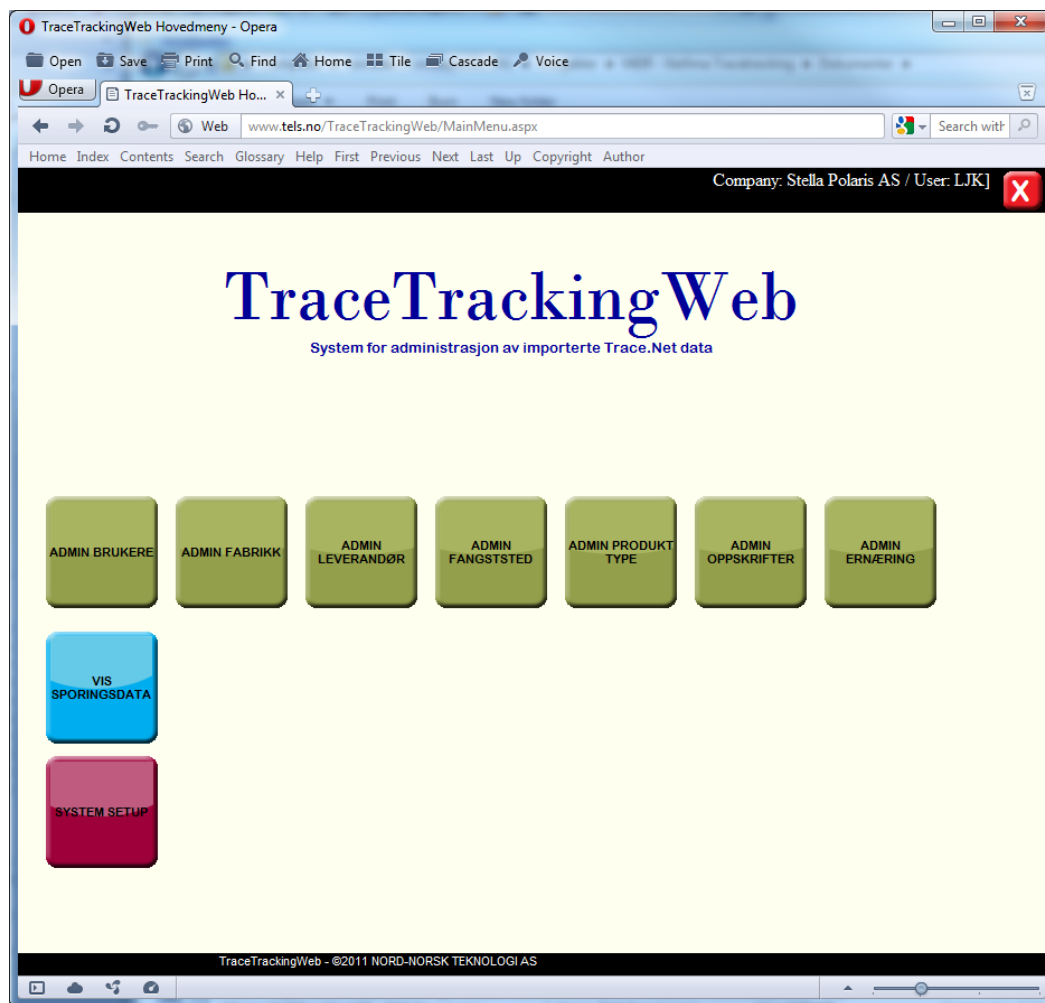 TraceTrackingWeb Hovedmeny - Opera
Open Save Print Find Home Tile Cascade Voice
Opera TraceTrackingWeb Ho...
Web www.tels.no/TraceTrackingWeb/MainMenu.aspx Search with
Home Index Contents Search Glossary Help First Previous Next Last Up Copyright Author
Company: Stella Polaris AS / User: LJK]
X
TraceTrackingWeb
System for administrasjon av importerte Trace.Net data
ADMIN BRUKERE
ADMIN FABRIKK
ADMIN
LEVERANDØR
ADMIN
FANGSTSTED
ADMIN PRODUKT
TYPE
ADMIN
OPPSKRIFTER
ADMIN
ERNÆRING
VIS
SPORINGSDATA
SYSTEM SETUP
TraceTrackingWeb - ©2011 NORD-NORSK TEKNOLOGI AS